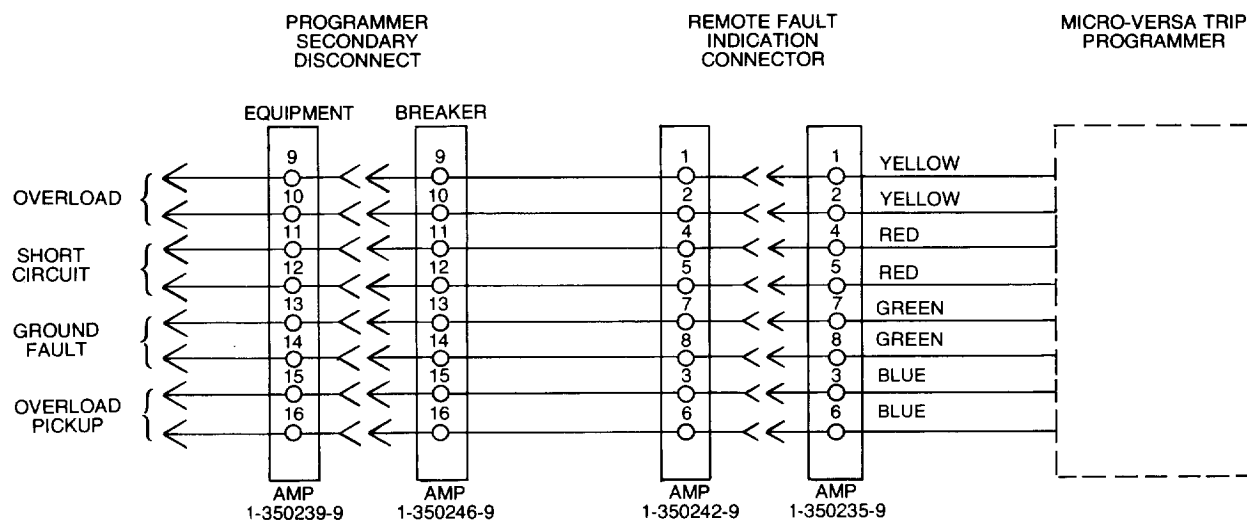 PROGRAMMER
SECONDARY
DISCONNECT
REMOTE FAULT
INDICATION
CONNECTOR
MICRO-VERSA TRIP
PROGRAMMER
EQUIPMENT
BREAKER
OVERLOAD
9 9 1 1 YELLOW
10 10 2 2 YELLOW
SHORT
CIRCUIT
11 11 4 4 RED
12 12 5 5 RED
GROUND
FAULT
13 13 7 7 GREEN
14 14 8 8 GREEN
OVERLOAD
PICKUP
15 15 3 3 BLUE
16 16 6 6 BLUE
AMP
1-350239-9
AMP
1-350246-9
AMP
1-350242-9
AMP
1-350235-9